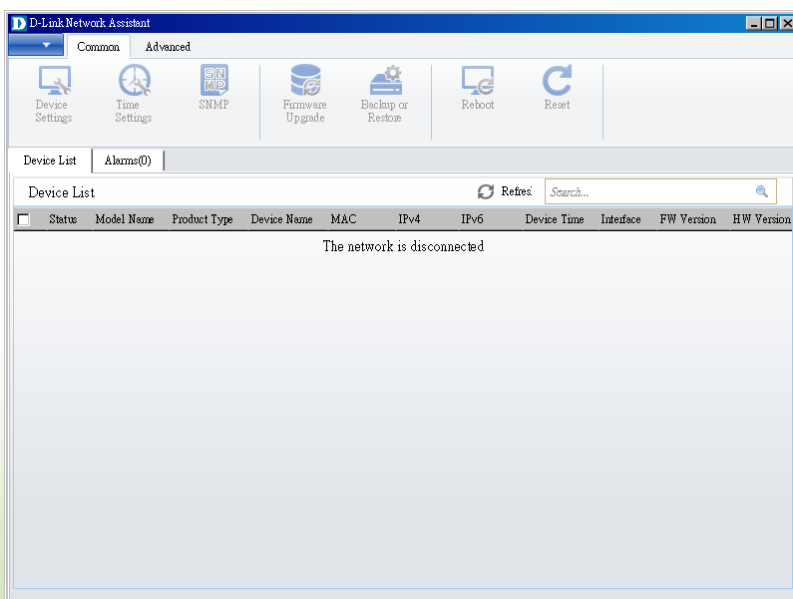 D-Link Network Assistant
Common Advanced
Device Settings
Time Settings
SNMP
Firmware Upgrade
Backup or Restore
Reboot
Reset
Device List Alarms(0)
Device List Refres Search...
Status Model Name Product Type Device Name MAC IPv4 IPv6 Device Time Interface FW Version HW Version
The network is disconnected